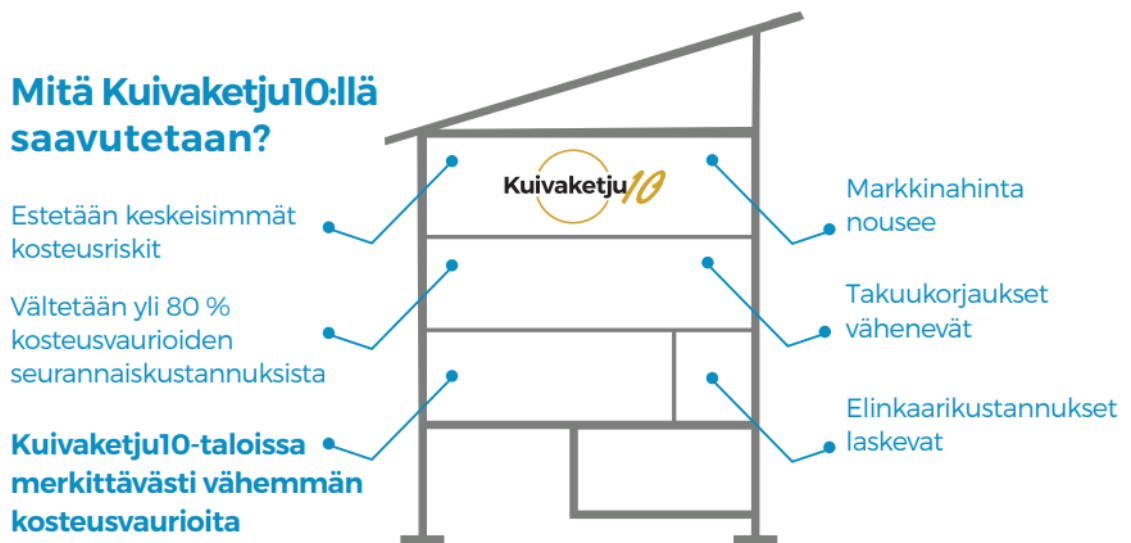 Mitä Kuivaketju10:llä
saavutetaan?
Estetään keskeisimmät
kosteusriskit
Vältetään yli 80 %
kosteusvaurioiden
seurannaiskustannuksista
Kuivaketju10-taloissa
merkittävästi vähemmän
kosteusvaurioita
Kuivaketju10
Markkinahinta
nousee
Takuukorjaukset
vähenevät
Elinkaarikustannukset
laskevat